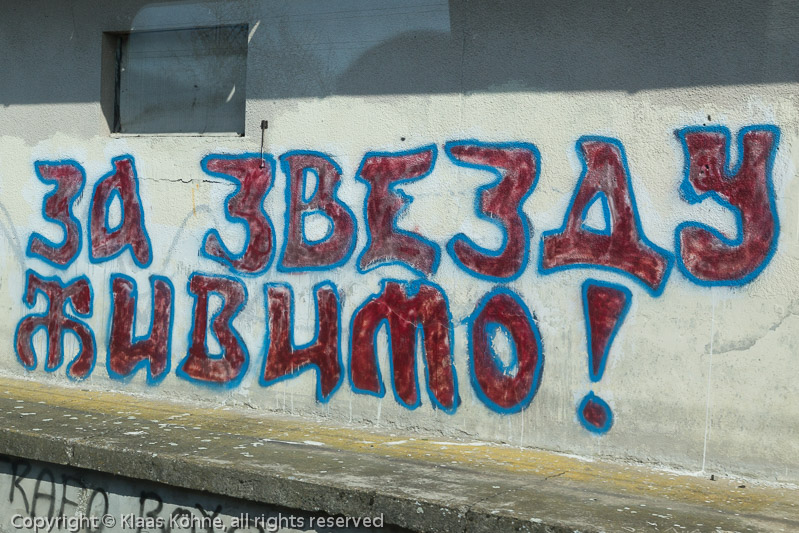 ЗА ЗВЕЗДУ
ЖИВИМО!
Copyright © Klaas Köhne, all rights reserved